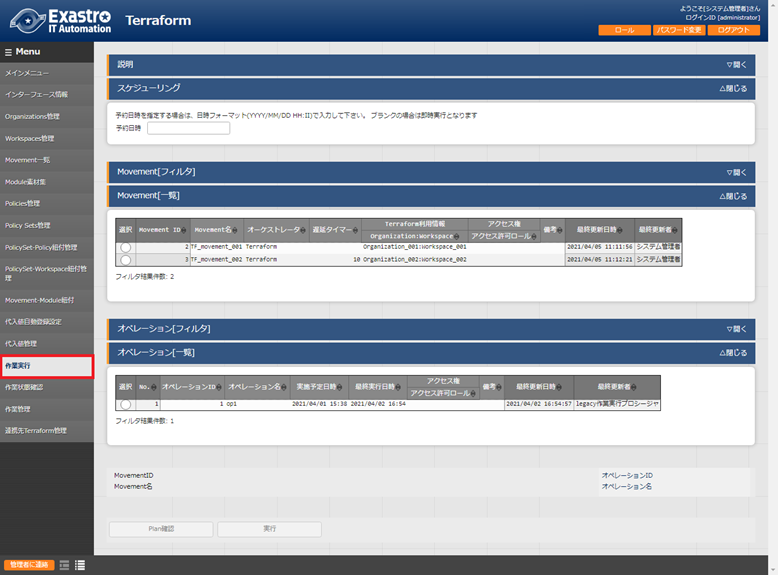 Exastro
IT Automation
Terraform
ようこそ[システム管理者]さん
ログインID [administrator]
ロール パスワード変更 ログアウト
Menu
メインメニュー
インターフェース情報
Organizations管理
Workspaces管理
Movement一覧
Module素材集
Policies管理
Policy Sets管理
PolicySet-Policy紐付管理
PolicySet-Workspace紐付管理
Movement-Module紐付
代入値自動登録設定
代入値管理
作業実行
作業状態確認
作業管理
連携先Terraform管理
管理者に連絡
説明 ▽開く
スケジューリング △閉じる
予約日時を指定する場合は、日時フォーマット(YYYY/MM/DD HH:II)で入力して下さい。 ブランクの場合は即時実行となります
予約日時
Movement[フィルタ] ▽開く
Movement[一覧] △閉じる
選択 Movement ID Movement名 オーケストレータ 遅延タイマー Terraform利用情報 アクセス権 備考 最終更新日時 最終更新者
Organization:Workspace アクセス許可ロール
2 TF_movement_001 Terraform Organization_001:Workspace_001 2021/04/05 11:11:56 システム管理者
3 TF_movement_002 Terraform 10 Organization_002:Workspace_002 2021/04/05 11:12:21 システム管理者
フィルタ結果件数: 2
オペレーション[フィルタ] ▽開く
オペレーション[一覧] △閉じる
選択 No. オペレーションID オペレーション名 実施予定日時 最終実行日時 アクセス権 備考 最終更新日時 最終更新者
アクセス許可ロール
1 1 op1 2021/04/01 15:38 2021/04/02 16:54 2021/04/02 16:54:57 legacy作業実行プロシージャ
フィルタ結果件数: 1
MovementID オペレーションID
Movement名 オペレーション名
Plan確認 実行